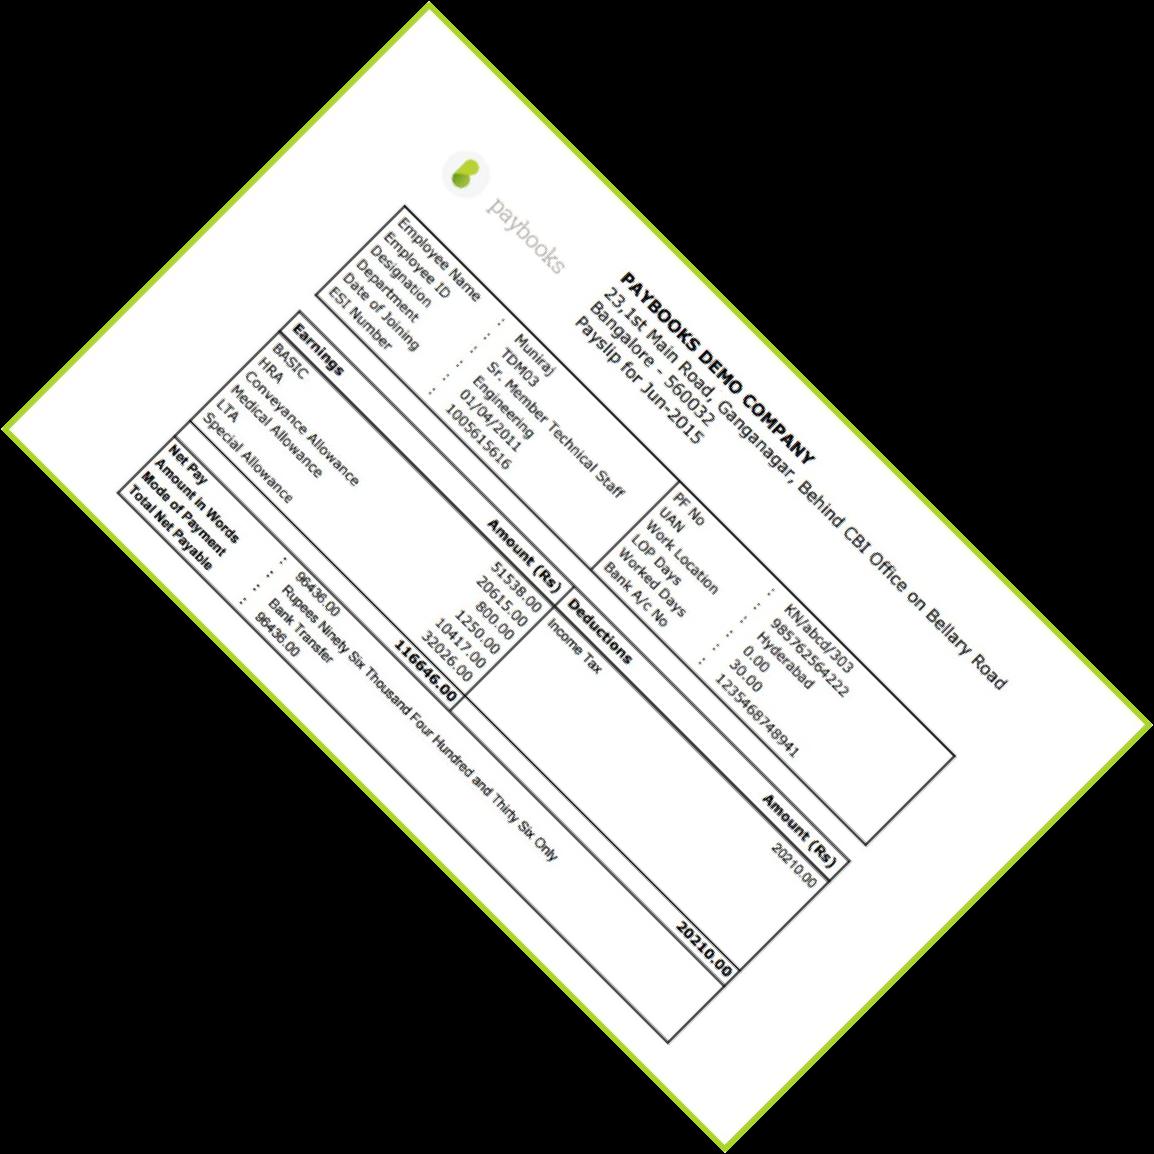 paybooks
PAYBOOKS DEMO COMPANY
23,1st Main Road, Ganganagar, Behind CBI Office on Bellary Road
Bangalore - 560032
Payslip for Jun-2015
Employee Name : Muniraj PF No : KN/abcd/303
Employee ID : TDM03 UAN : 985762564222
Designation : Sr. Member Technical Staff Work Location : Hyderabad
Department : Engineering LOP Days : 0.00
Date of Joining : 01/04/2011 Worked Days : 30.00
ESI Number : 1005615616 Bank A/c No : 1235468748941
Earnings Amount (Rs) Deductions Amount (Rs)
BASIC 51538.00 Income Tax 20210.00
HRA 20615.00
Conveyance Allowance 800.00
Medical Allowance 1250.00
LTA 10417.00
Special Allowance 32026.00
116646.00 20210.00
Net Pay : 96436.00
Amount in Words : Rupees Ninety Six Thousand Four Hundred and Thirty Six Only
Mode of Payment : Bank Transfer
Total Net Payable : 96436.00